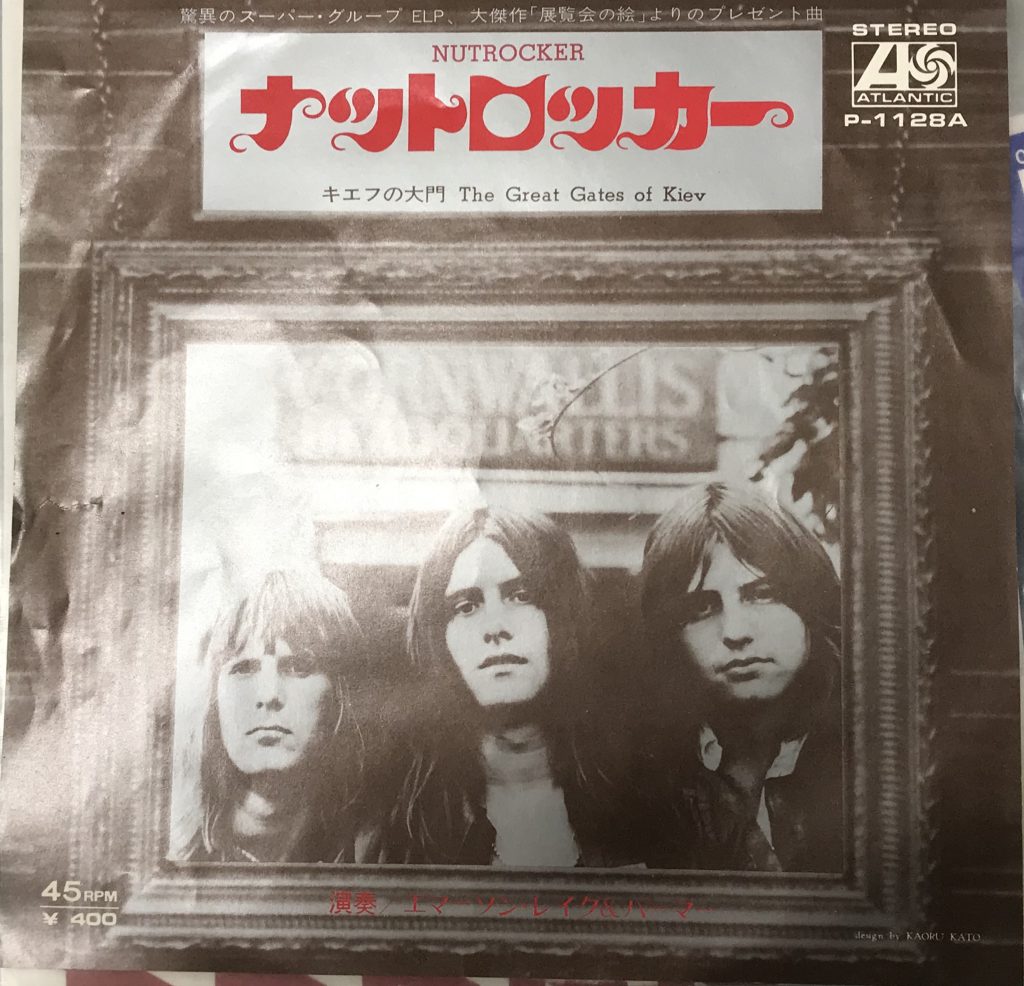 驚異のスーパー・グループ ELP、大傑作「展覧会の絵」よりのプレゼント曲
NUTROCKER
ナットロッカー
キエフの大門 The Great Gates of Kiev
STEREO
ATLANTIC
P-1128A
CORNWALLIS
HEADQUARTERS
45RPM
¥ 400
演奏/エマーソン・レイク&パーマー
design by KAORU KATO